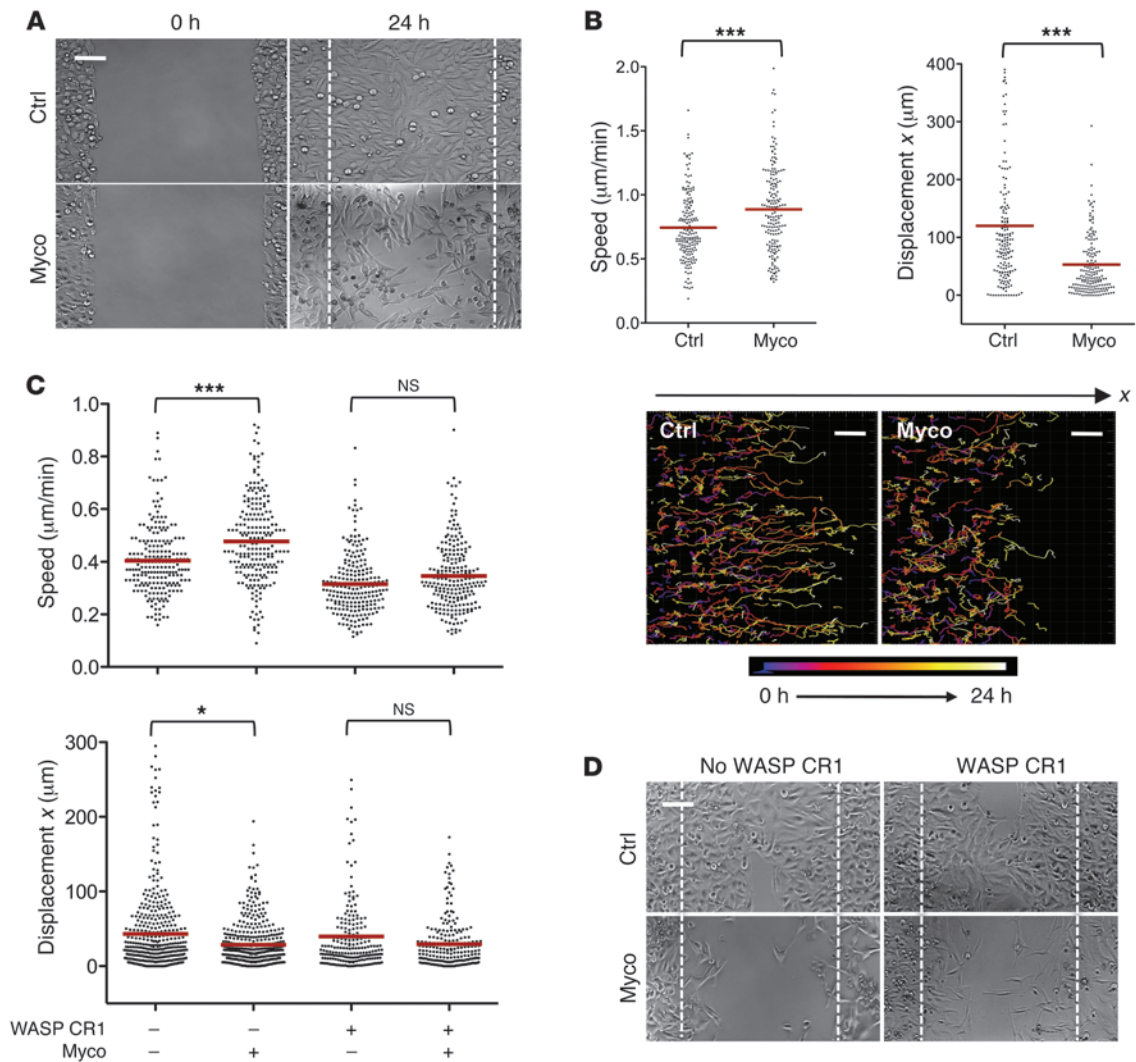 A
0 h
24 h
Ctrl
Myco
B
***
***
Speed (μm/min)
2.0
1.5
1.0
0.5
0.0
Ctrl
Myco
Displacement x (μm)
400
300
200
100
0
Ctrl
Myco
x
Ctrl
Myco
0 h
24 h
C
***
NS
Speed (μm/min)
1.0
0.8
0.6
0.4
0.2
0.0
*
NS
Displacement x (μm)
300
200
100
0
WASP CR1 – – + +
Myco – + – +
D
No WASP CR1
WASP CR1
Ctrl
Myco